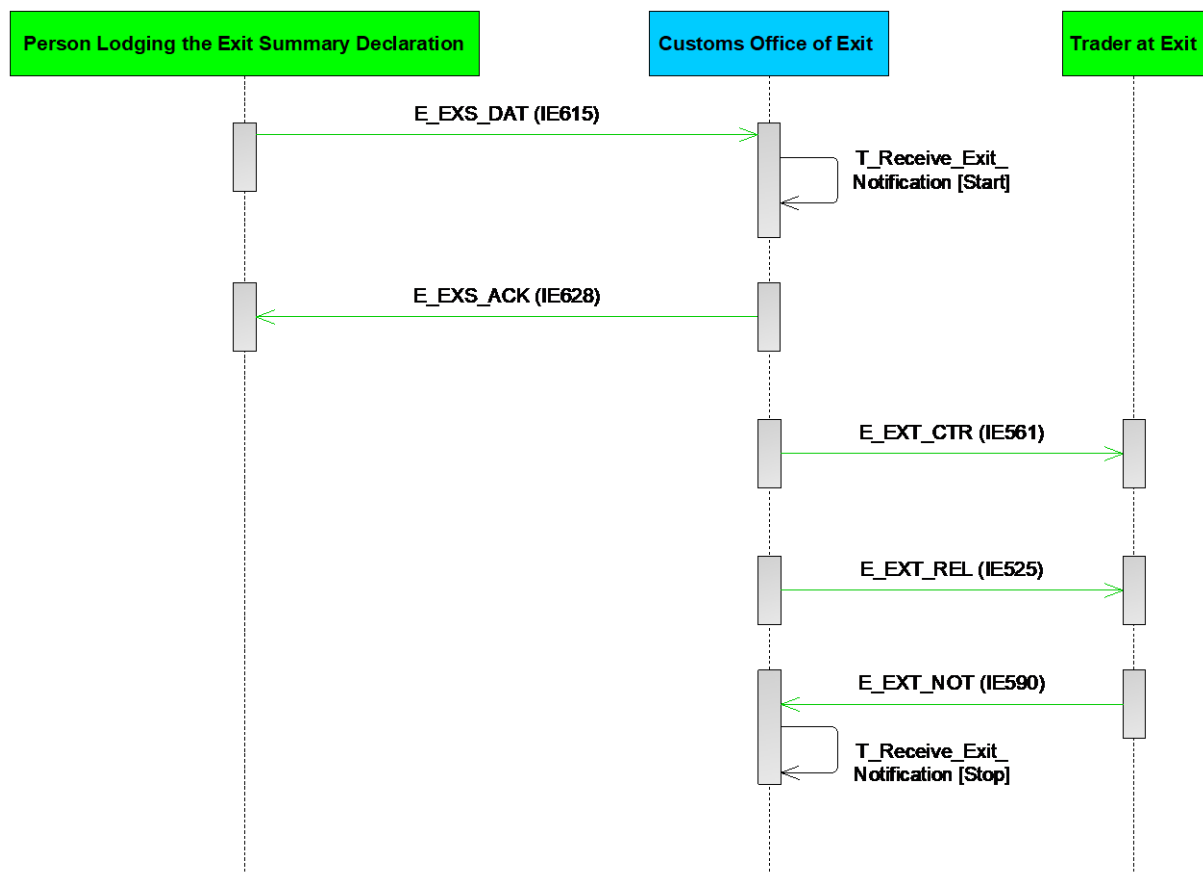 Person Lodging the Exit Summary Declaration
Customs Office of Exit
Trader at Exit
E_EXS_DAT (IE615)
T_Receive_Exit_
Notification [Start]
E_EXS_ACK (IE628)
E_EXT_CTR (IE561)
E_EXT_REL (IE525)
E_EXT_NOT (IE590)
T_Receive_Exit_
Notification [Stop]